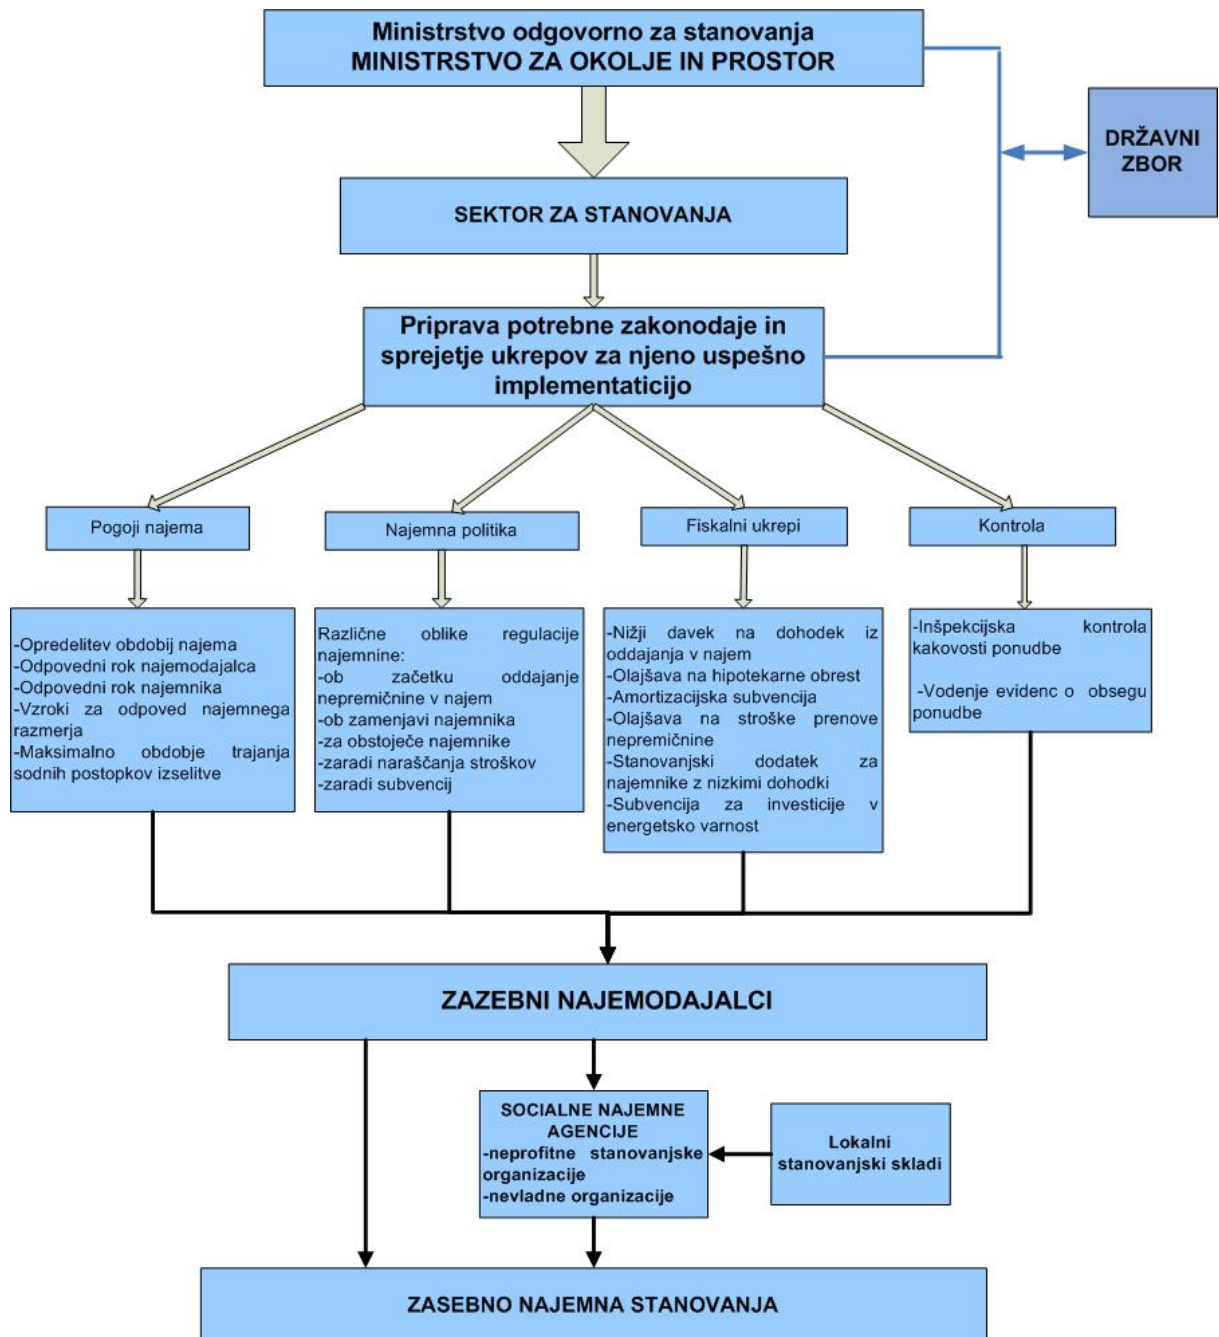 Ministrstvo odgovorno za stanovanja
MINISTRSTVO ZA OKOLJE IN PROSTOR
DRŽAVNI
ZBOR
SEKTOR ZA STANOVANJA
Priprava potrebne zakonodaje in
sprejetje ukrepov za njeno uspešno
implementaticijo
Pogoji najema
Najemna politika
Fiskalni ukrepi
Kontrola
-Opredelitev obdobij najema
-Odpovedni rok najemodajalca
-Odpovedni rok najemnika
-Vzroki za odpoved najemnega
razmerja
-Maksimalno obdobje trajanja
sodnih postopkov izselitve
Različne oblike regulacije
najemnine:
-ob začetku oddajanje
nepremičnine v najem
-ob zamenjavi najemnika
-za obstoječe najemnike
-zaradi naraščanja stroškov
-zaradi subvencij
-Nižji davek na dohodek iz
oddajanja v najem
-Olajšava na hipotekarne obrest
-Amortizacijska subvencija
-Olajšava na stroške prenove
nepremičnine
-Stanovanjski dodatek za
najemnike z nizkimi dohodki
-Subvencija za investicije v
energetsko varnost
-Inšpekcijska kontrola
kakovosti ponudbe
-Vodenje evidenc o obsegu
ponudbe
ZAZEBNI NAJEMODAJALCI
SOCIALNE NAJEMNE
AGENCIJE
-neprofitne stanovanjske
organizacije
-nevladne organizacije
Lokalni
stanovanjski skladi
ZASEBNO NAJEMNA STANOVANJA